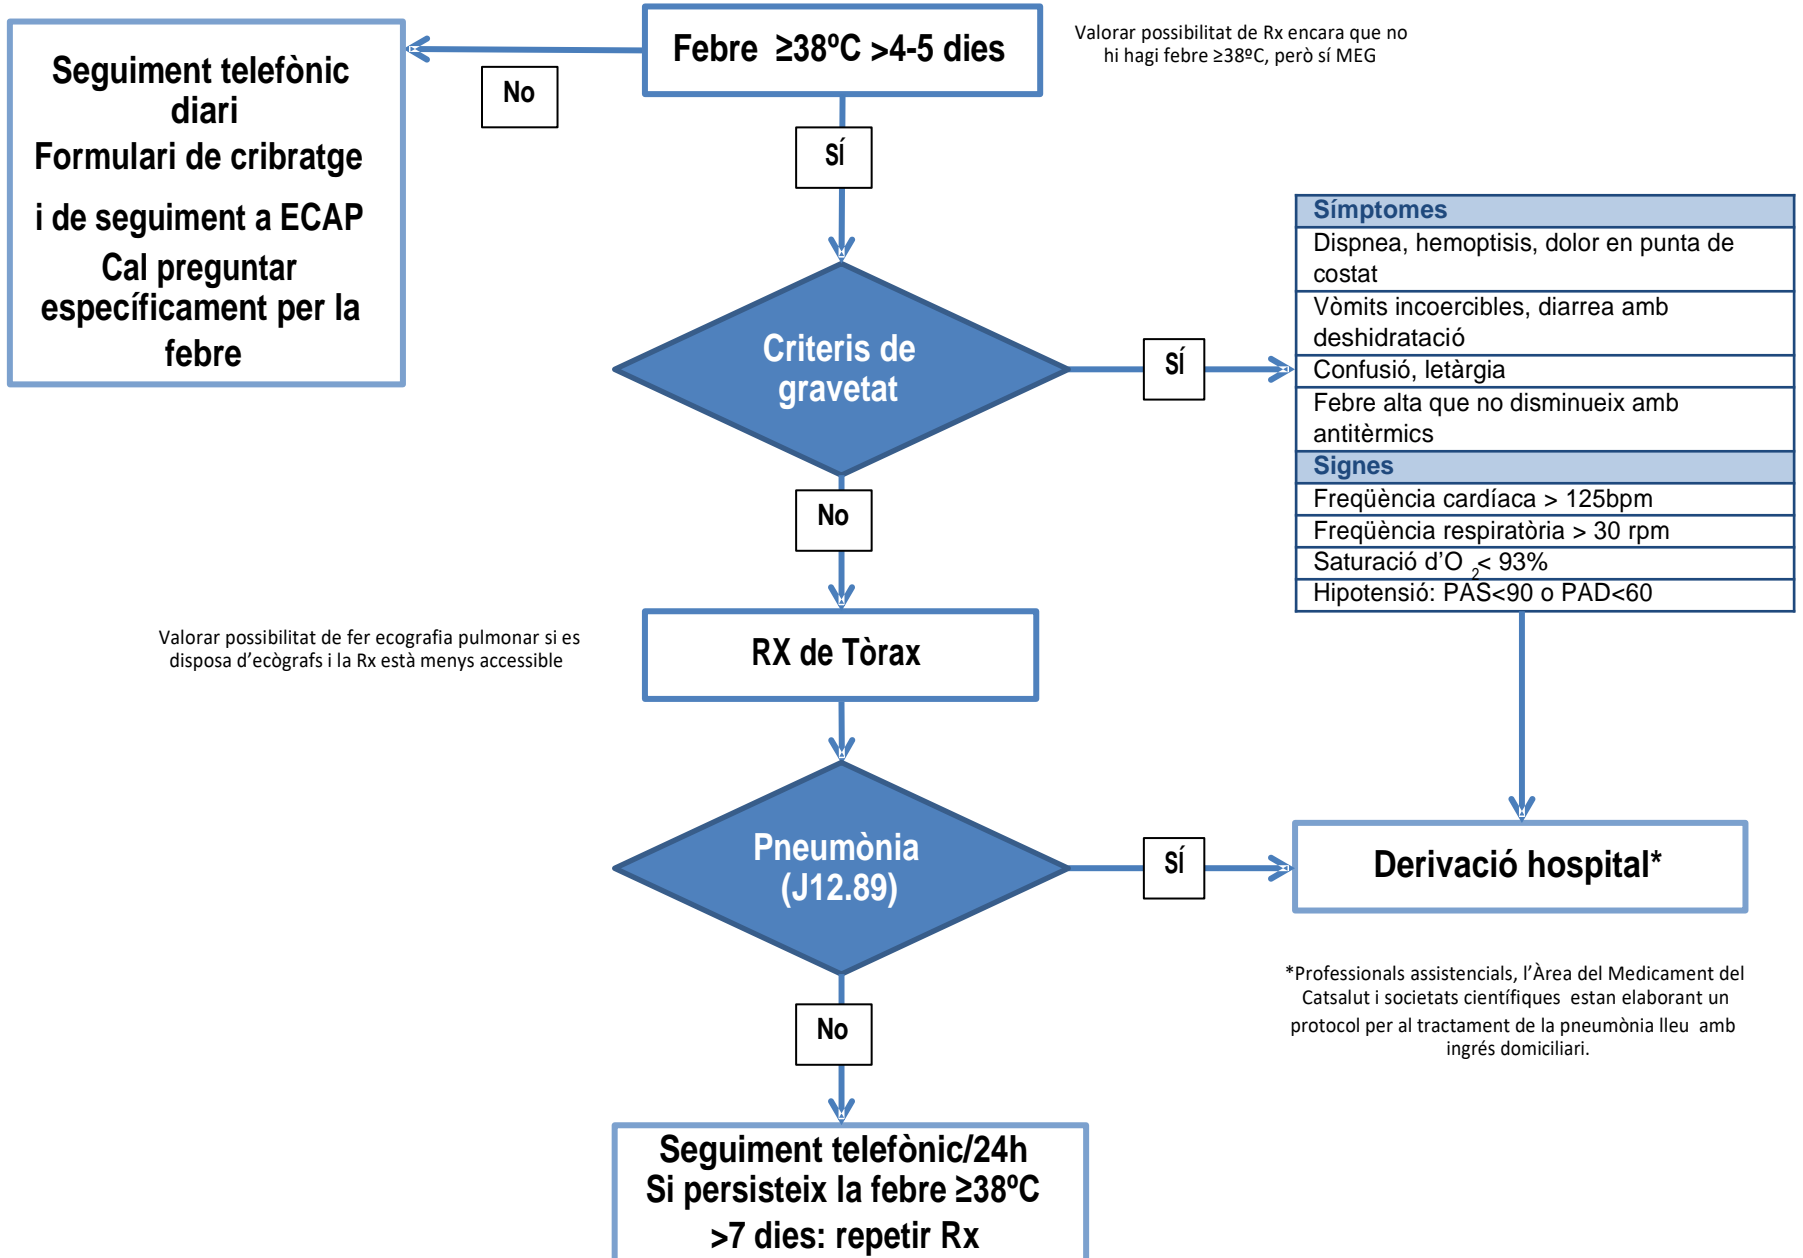 Febre ≥38ºC >4-5 dies
Valorar possibilitat de Rx encara que no
hi hagi febre ≥38ºC, però sí MEG
No
Seguiment telefònic
diari
Formulari de cribratge
i de seguiment a ECAP
Cal preguntar
específicament per la
febre
SÍ
Criteris de
gravetat
SÍ
Símptomes
Dispnea, hemoptisis, dolor en punta de
costat
Vòmits incoercibles, diarrea amb
deshidratació
Confusió, letàrgia
Febre alta que no disminueix amb
antitèrmics
Signes
Freqüència cardíaca > 125bpm
Freqüència respiratòria > 30 rpm
Saturació d’O 2< 93%
Hipotensió: PAS<90 o PAD<60
No
Valorar possibilitat de fer ecografia pulmonar si es
disposa d’ecògrafs i la Rx està menys accessible
RX de Tòrax
Pneumònia
(J12.89)
SÍ
Derivació hospital*
*Professionals assistencials, l’Àrea del Medicament del
Catsalut i societats científiques estan elaborant un
protocol per al tractament de la pneumònia lleu amb
ingrés domiciliari.
No
Seguiment telefònic/24h
Si persisteix la febre ≥38ºC
>7 dies: repetir Rx